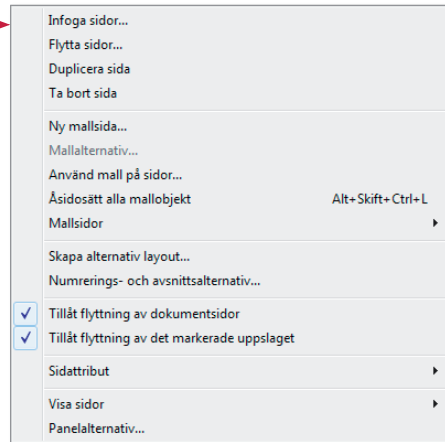 Infoga sidor...
Flytta sidor...
Duplicera sida
Ta bort sida
Ny mallsida...
Mallalternativ...
Använd mall på sidor...
Åsidosätt alla mallobjekt Alt+Skift+Ctrl+L
Mallsidor
Skapa alternativ layout...
Numrerings- och avsnittsalternativ...
Tillåt flyttning av dokumentsidor
Tillåt flyttning av det markerade uppslaget
Sidattribut
Visa sidor
Panelalternativ...